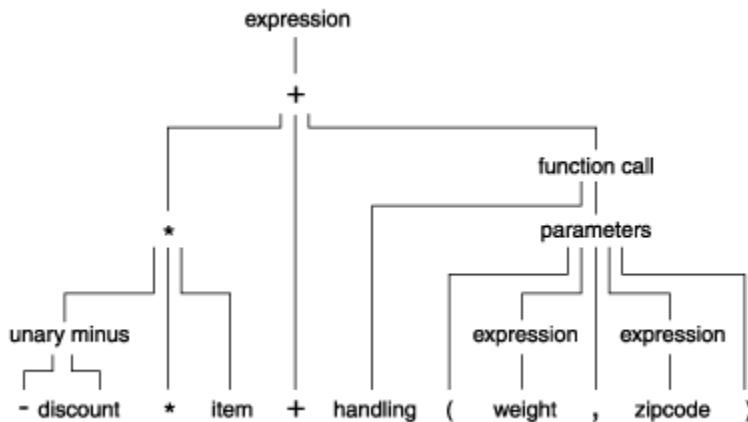 expression
+
function call
* parameters
unary minus expression expression
- discount * item + handling ( weight , zipcode )